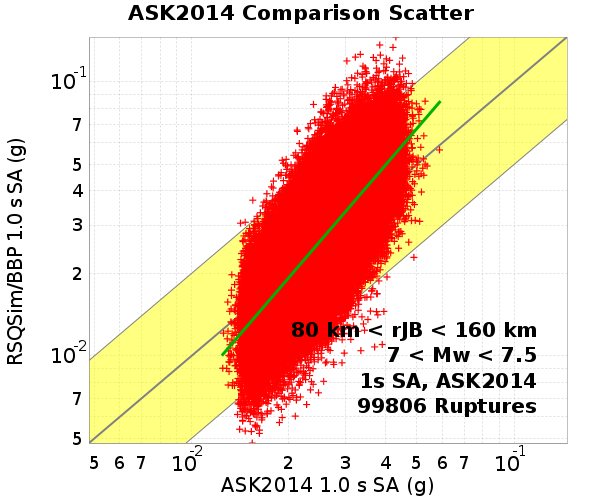 ASK2014 Comparison Scatter
RSQSim/BBP 1.0 s SA (g)
10⁻¹
7
5
4
3
2
10⁻²
7
5
80 km < rJB < 160 km
7 < Mw < 7.5
1s SA, ASK2014
99806 Ruptures
5 6 7 10⁻² 2 3 4 5 6 7 10⁻¹
ASK2014 1.0 s SA (g)